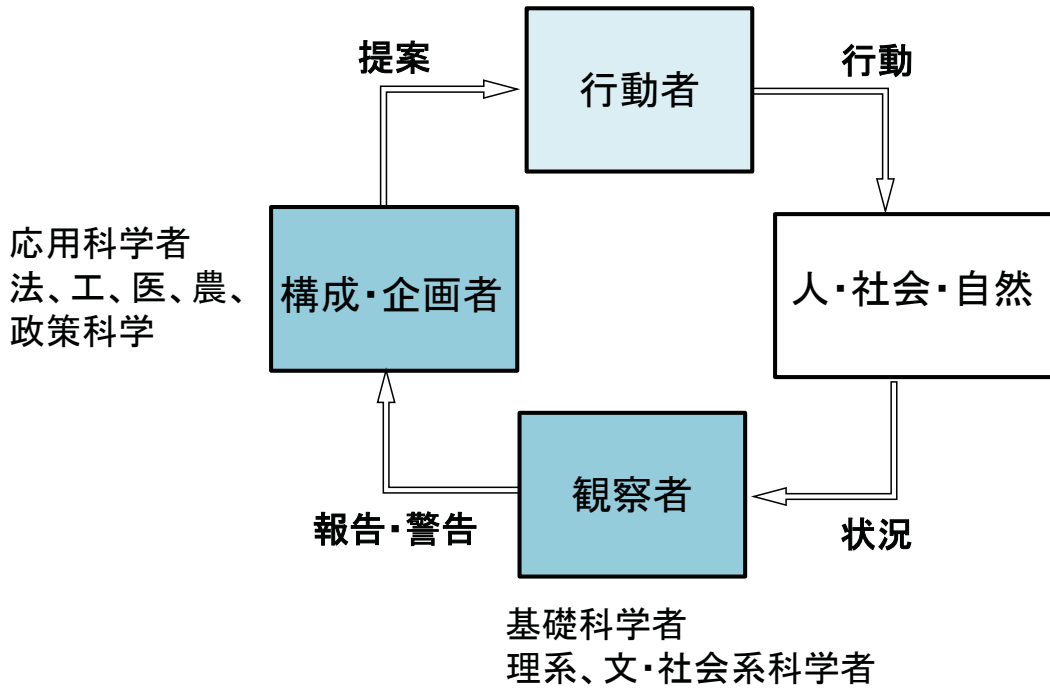 提案
行動者
行動
応用科学者
法、工、医、農、
政策科学
構成・企画者
人・社会・自然
観察者
報告・警告
状況
基礎科学者
理系、文・社会系科学者